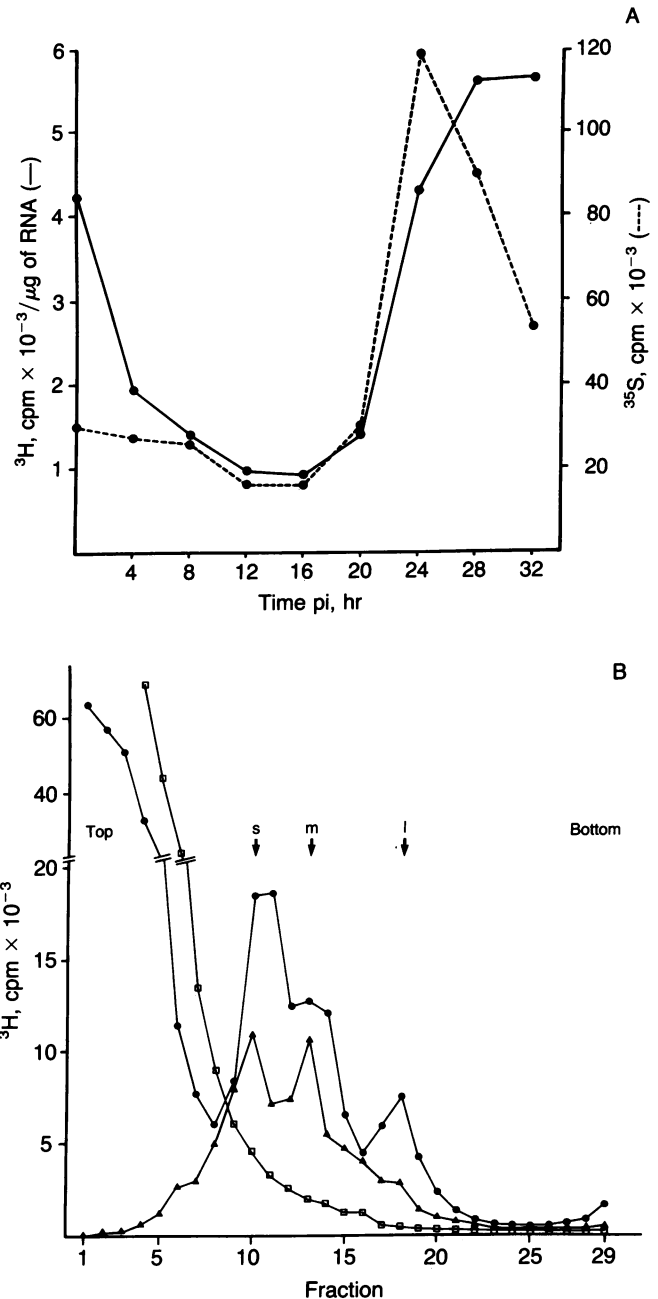 A
6
5
4
3
2
1
³H, cpm × 10⁻³/μg of RNA (—)
120
100
80
60
40
20
³⁵S, cpm × 10⁻³ (----)
4 8 12 16 20 24 28 32
Time pi, hr
B
60
40
20
15
10
5
³H, cpm × 10⁻³
Top s m l Bottom
1 5 10 15 20 25 29
Fraction